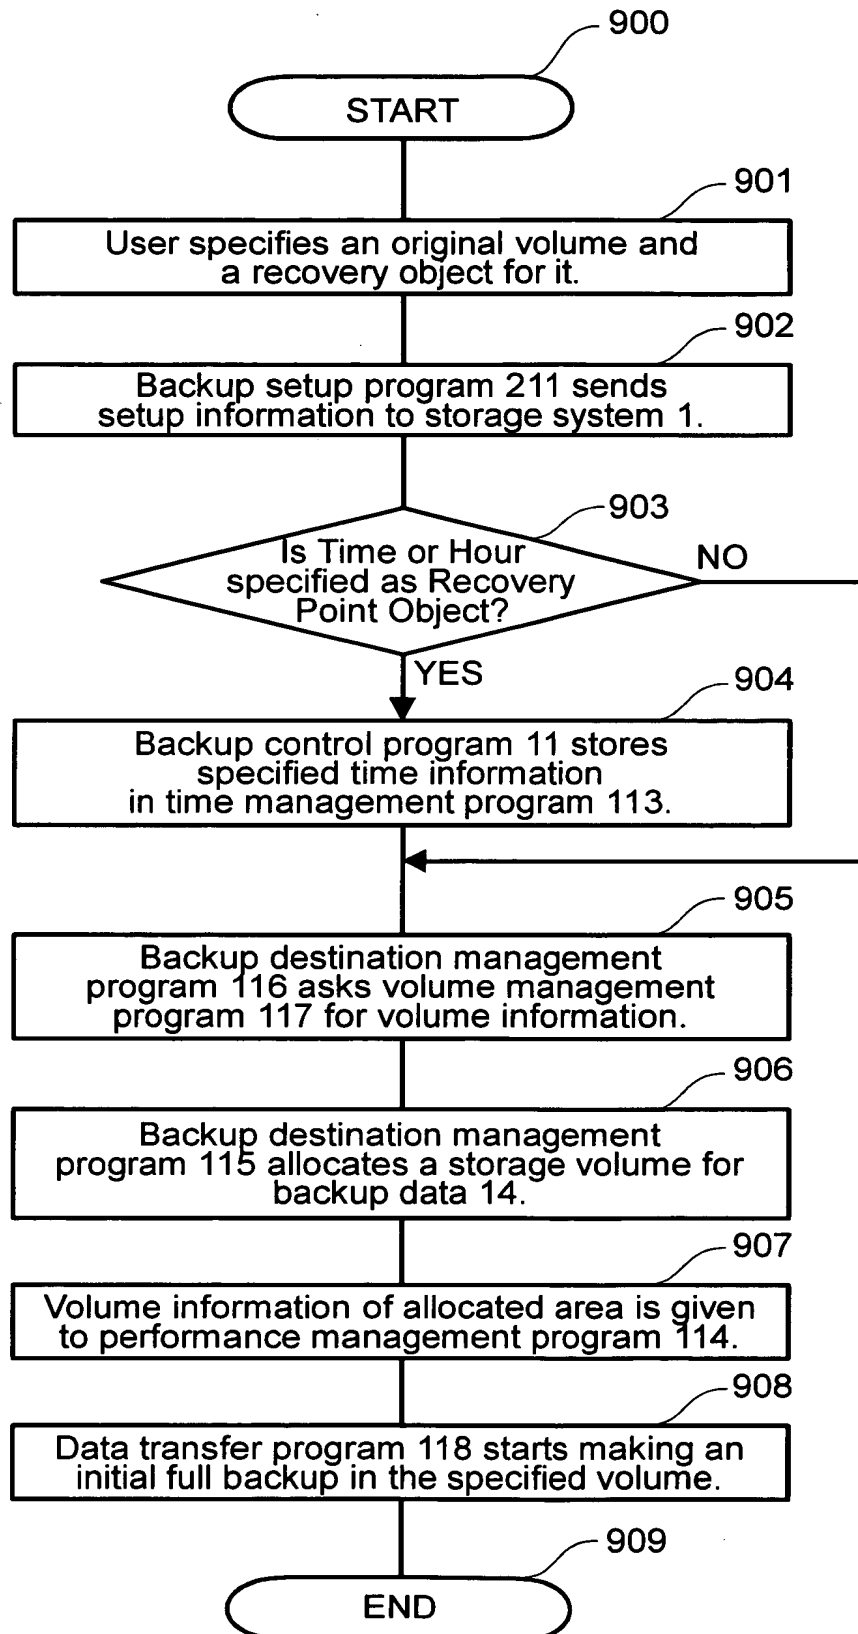 900
START
901
User specifies an original volume and
a recovery object for it.
902
Backup setup program 211 sends
setup information to storage system 1.
903
Is Time or Hour
specified as Recovery
Point Object?
NO
YES
904
Backup control program 11 stores
specified time information
in time management program 113.
905
Backup destination management
program 116 asks volume management
program 117 for volume information.
906
Backup destination management
program 115 allocates a storage volume for
backup data 14.
907
Volume information of allocated area is given
to performance management program 114.
908
Data transfer program 118 starts making an
initial full backup in the specified volume.
909
END